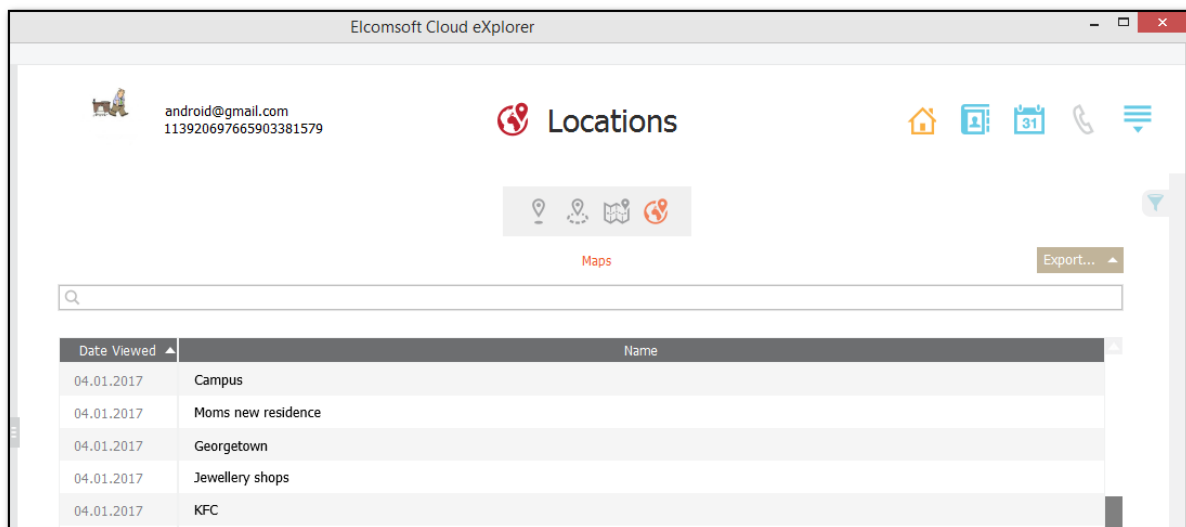 Elcomsoft Cloud eXplorer
android@gmail.com
113920697665903381579
Locations
31
Maps
Export...
Date Viewed Name
04.01.2017 Campus
04.01.2017 Moms new residence
04.01.2017 Georgetown
04.01.2017 Jewellery shops
04.01.2017 KFC